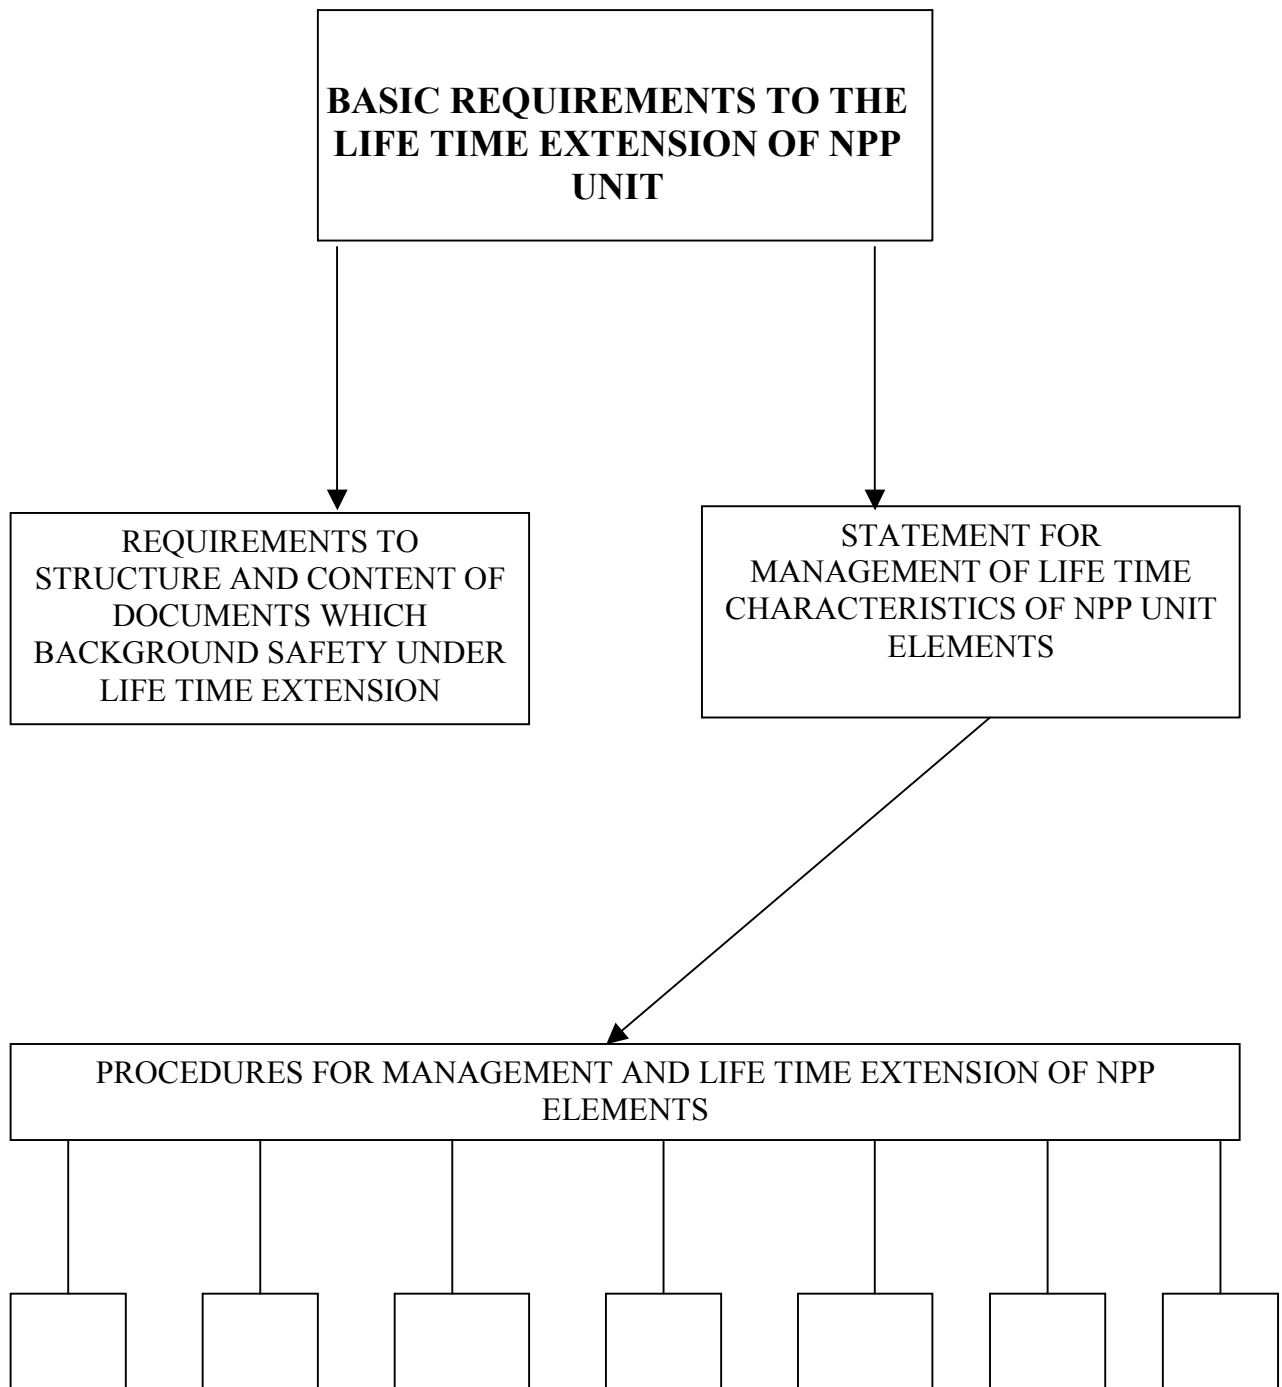 BASIC REQUIREMENTS TO THE
LIFE TIME EXTENSION OF NPP
UNIT
REQUIREMENTS TO
STRUCTURE AND CONTENT OF
DOCUMENTS WHICH
BACKGROUND SAFETY UNDER
LIFE TIME EXTENSION
STATEMENT FOR
MANAGEMENT OF LIFE TIME
CHARACTERISTICS OF NPP UNIT
ELEMENTS
PROCEDURES FOR MANAGEMENT AND LIFE TIME EXTENSION OF NPP
ELEMENTS